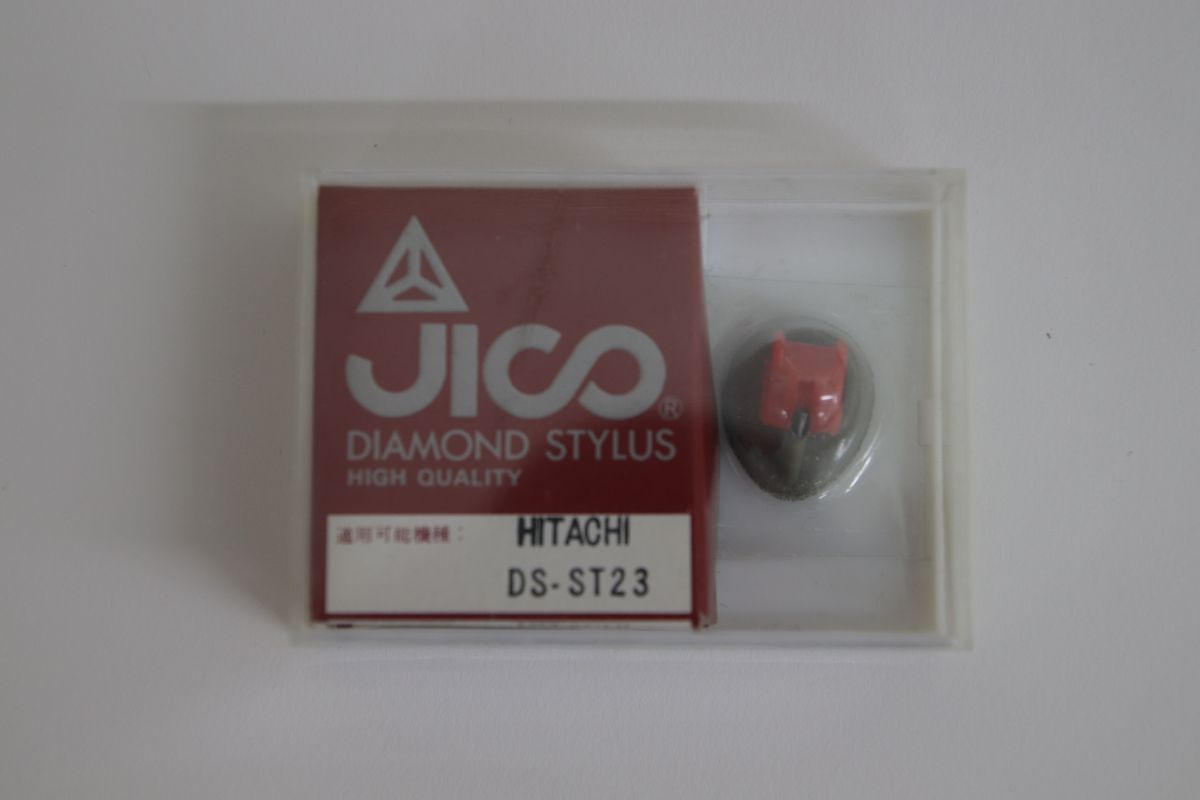 JICO®
DIAMOND STYLUS
HIGH QUALITY
適用可能機種: HITACHI
DS-ST23